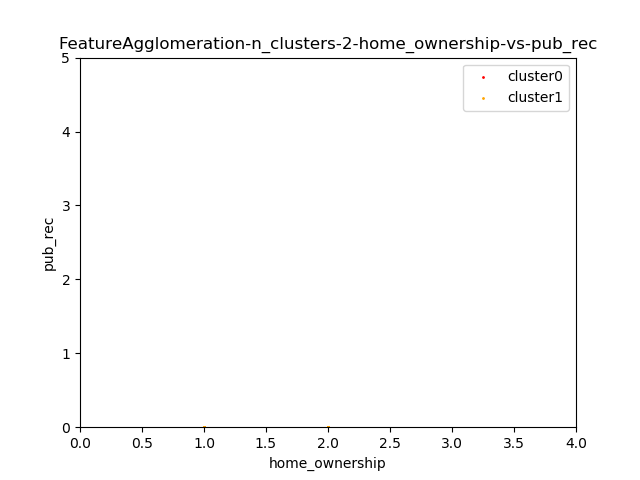 FeatureAgglomeration-n_clusters-2-home_ownership-vs-pub_rec
cluster0
cluster1
5
4
3
2
1
0
pub_rec
0.0 0.5 1.0 1.5 2.0 2.5 3.0 3.5 4.0
home_ownership